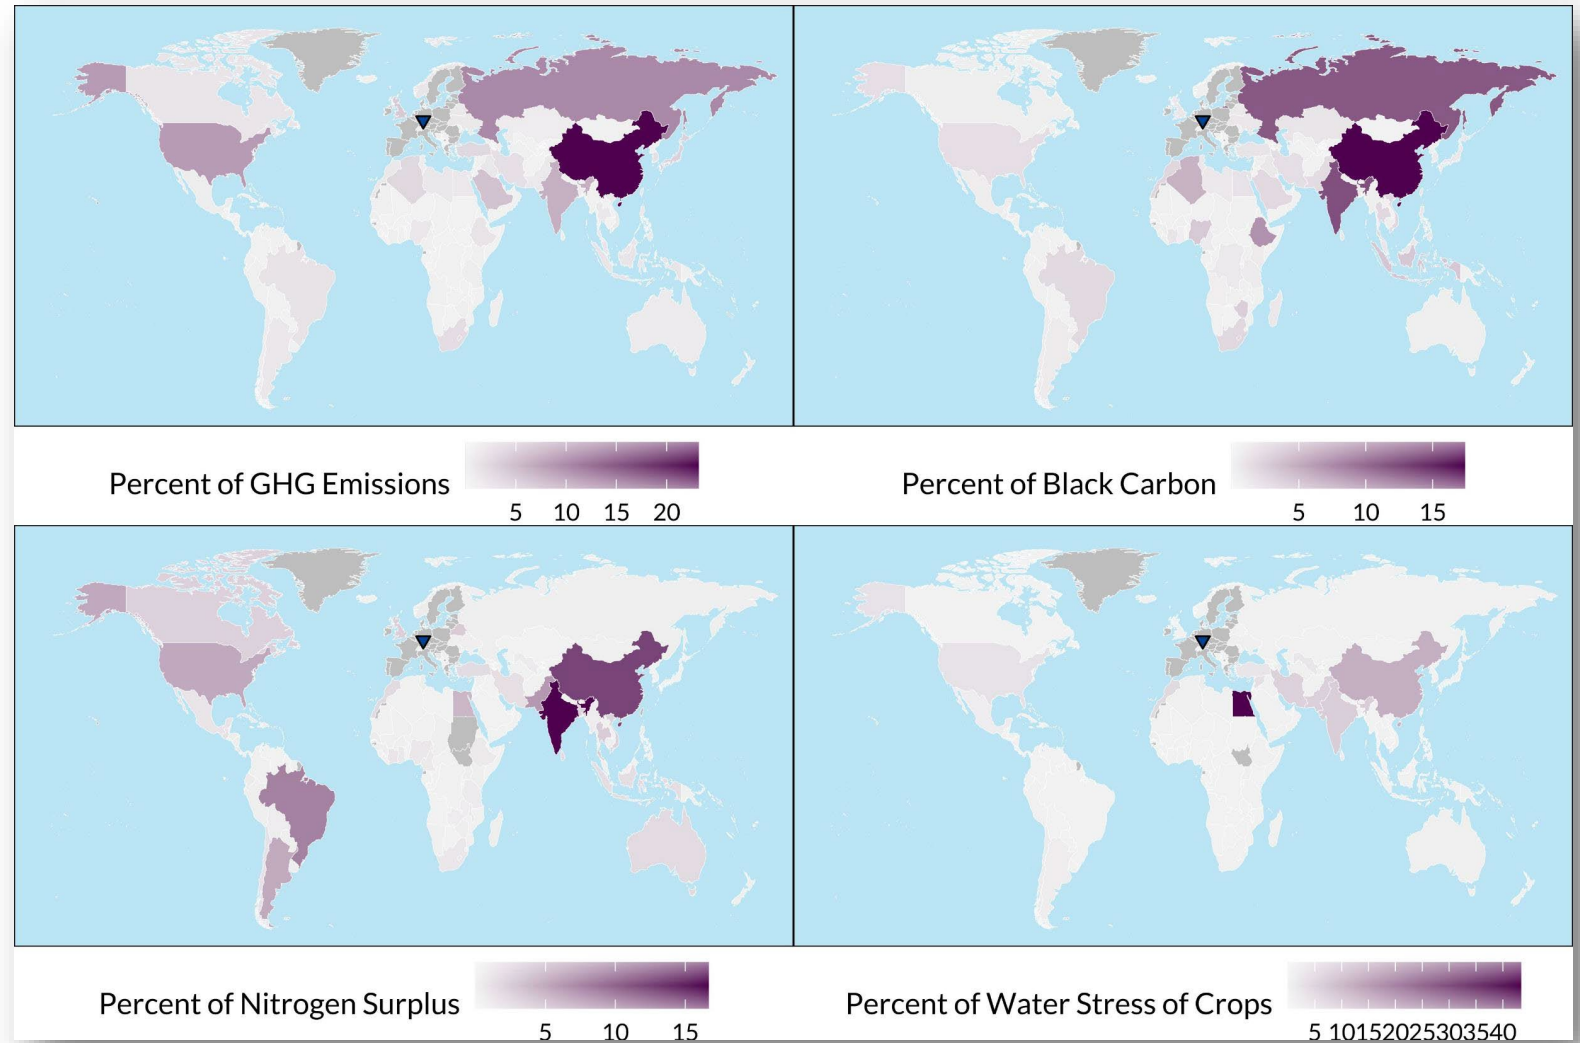 Percent of GHG Emissions
5 10 15 20
Percent of Black Carbon
5 10 15
Percent of Nitrogen Surplus
5 10 15
Percent of Water Stress of Crops
5 10152025303540